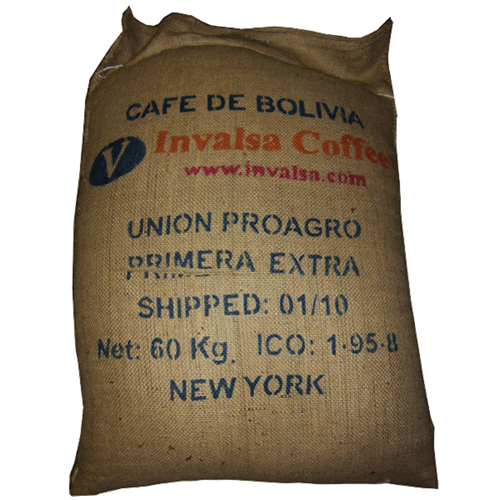 CAFE DE BOLIVIA
V Invalsa Coffee
www.invalsa.com
UNION PROAGRO
PRIMERA EXTRA
SHIPPED: 01/10
Net: 60 Kg. ICO: 1-95-8
NEW YORK